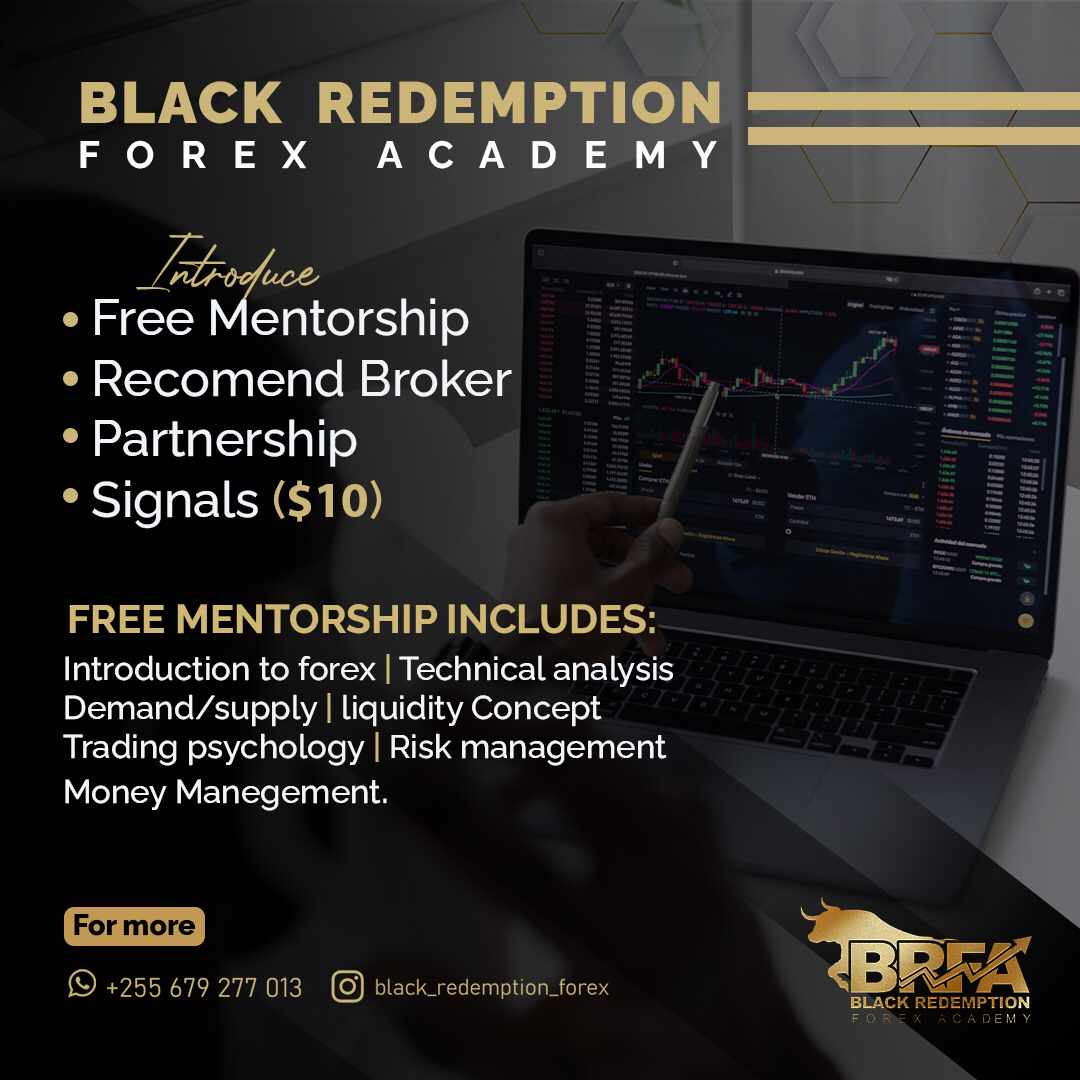 BLACK REDEMPTION
FOREX ACADEMY
Introduce
• Free Mentorship
• Recomend Broker
• Partnership
• Signals ($10)
FREE MENTORSHIP INCLUDES:
Introduction to forex | Technical analysis
Demand/supply | liquidity Concept
Trading psychology | Risk management
Money Manegement.
For more
+255 679 277 013
black_redemption_forex
BRFA
BLACK REDEMPTION
FOREX ACADEMY